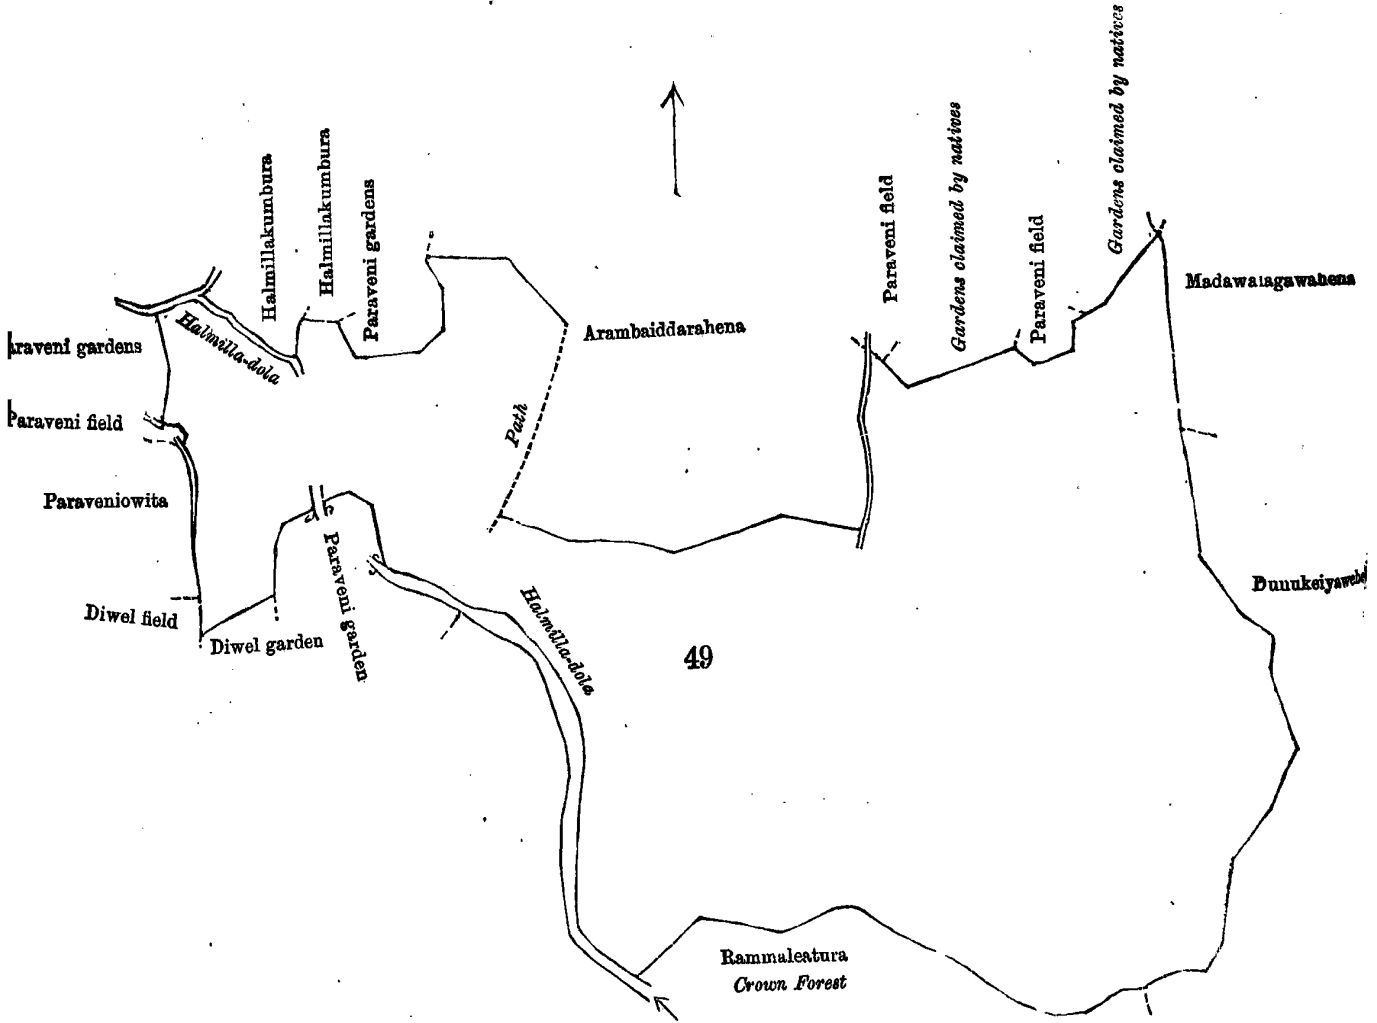 Gardens claimed by natives
Gardens claimed by natives
Halmillakumbura
Halmillakumbura
Paraveni gardens
Paraveni field
Paraveni field
Madawalagawahena
Halmilla-dola
Arambaiddarahena
araveni gardens
Paraveni field
Path
Paraveniowita
Paraveni garden
Diwel field
Diwel garden
Halmilla-dola
49
Rammaleatura
Crown Forest